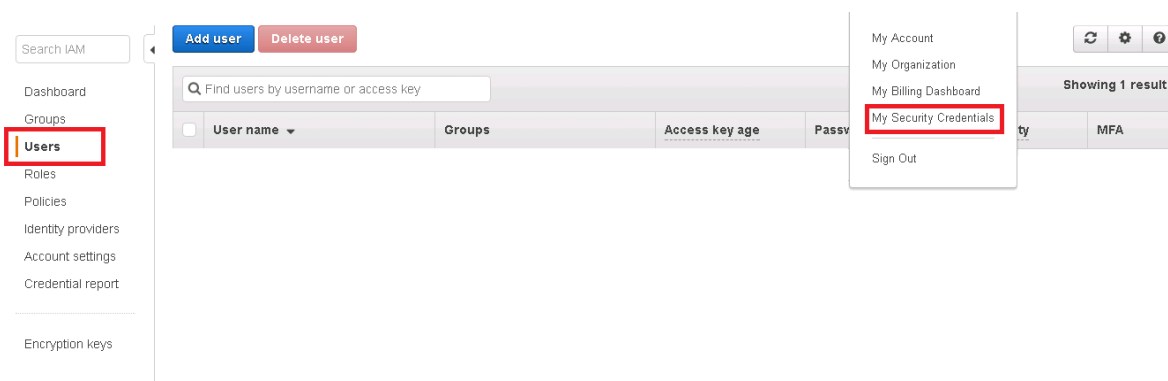 Search IAM
Dashboard
Groups
Users
Roles
Policies
Identity providers
Account settings
Credential report
Encryption keys
Add user Delete user
Find users by username or access key
Showing 1 result
User name Groups Access key age MFA
My Account
My Organization
My Billing Dashboard
My Security Credentials
Sign Out